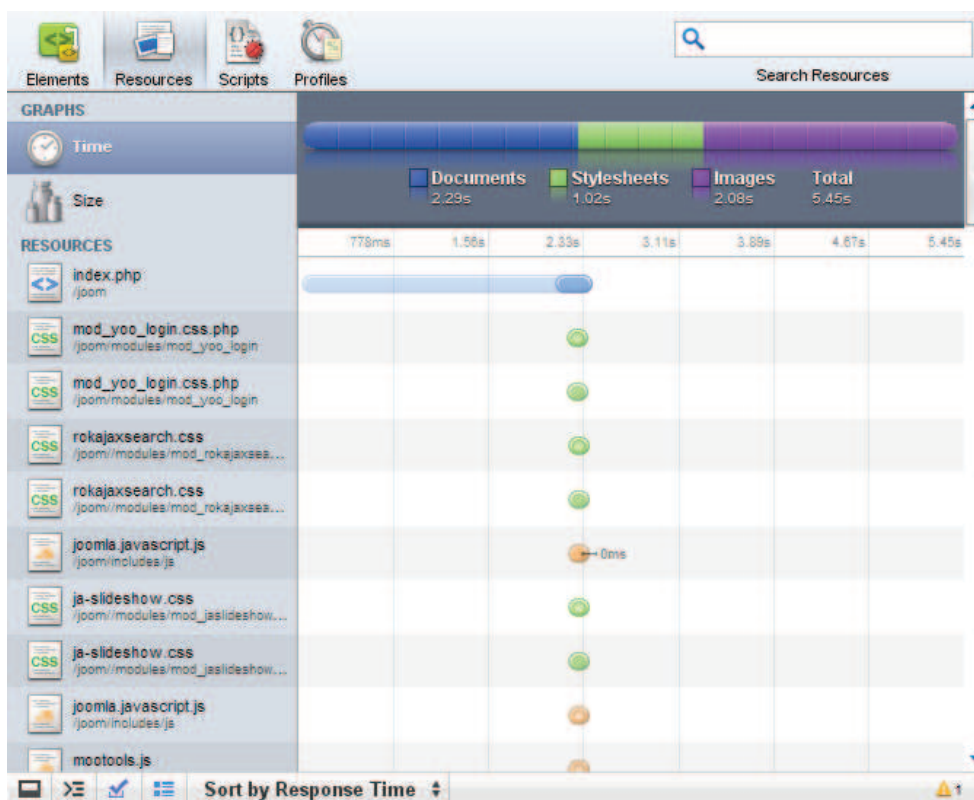 Elements Resources Scripts Profiles
Search Resources
GRAPHS
Time
Size
Documents Stylesheets Images Total
2.29s 1.02s 2.08s 5.45s
RESOURCES
778ms 1.56s 2.33s 3.11s 3.89s 4.67s 5.45s
index.php
/joom
mod_yoo_login.css.php
/joom/modules/mod_yoo_login
mod_yoo_login.css.php
/joom/modules/mod_yoo_login
rokajaxsearch.css
/joom//modules/mod_rokajaxsea...
rokajaxsearch.css
/joom//modules/mod_rokajaxsea...
joomla.javascript.js
/joom/includes/js
0ms
ja-slideshow.css
/joom//modules/mod_jaslideshow...
ja-slideshow.css
/joom//modules/mod_jaslideshow...
joomla.javascript.js
/joom/includes/js
mootools.js
Sort by Response Time
1